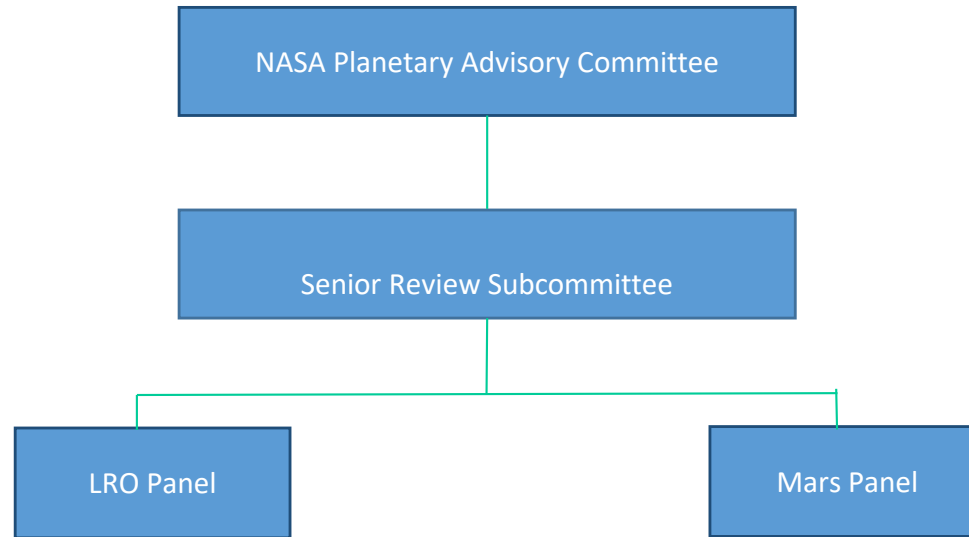 NASA Planetary Advisory Committee
Senior Review Subcommittee
LRO Panel
Mars Panel